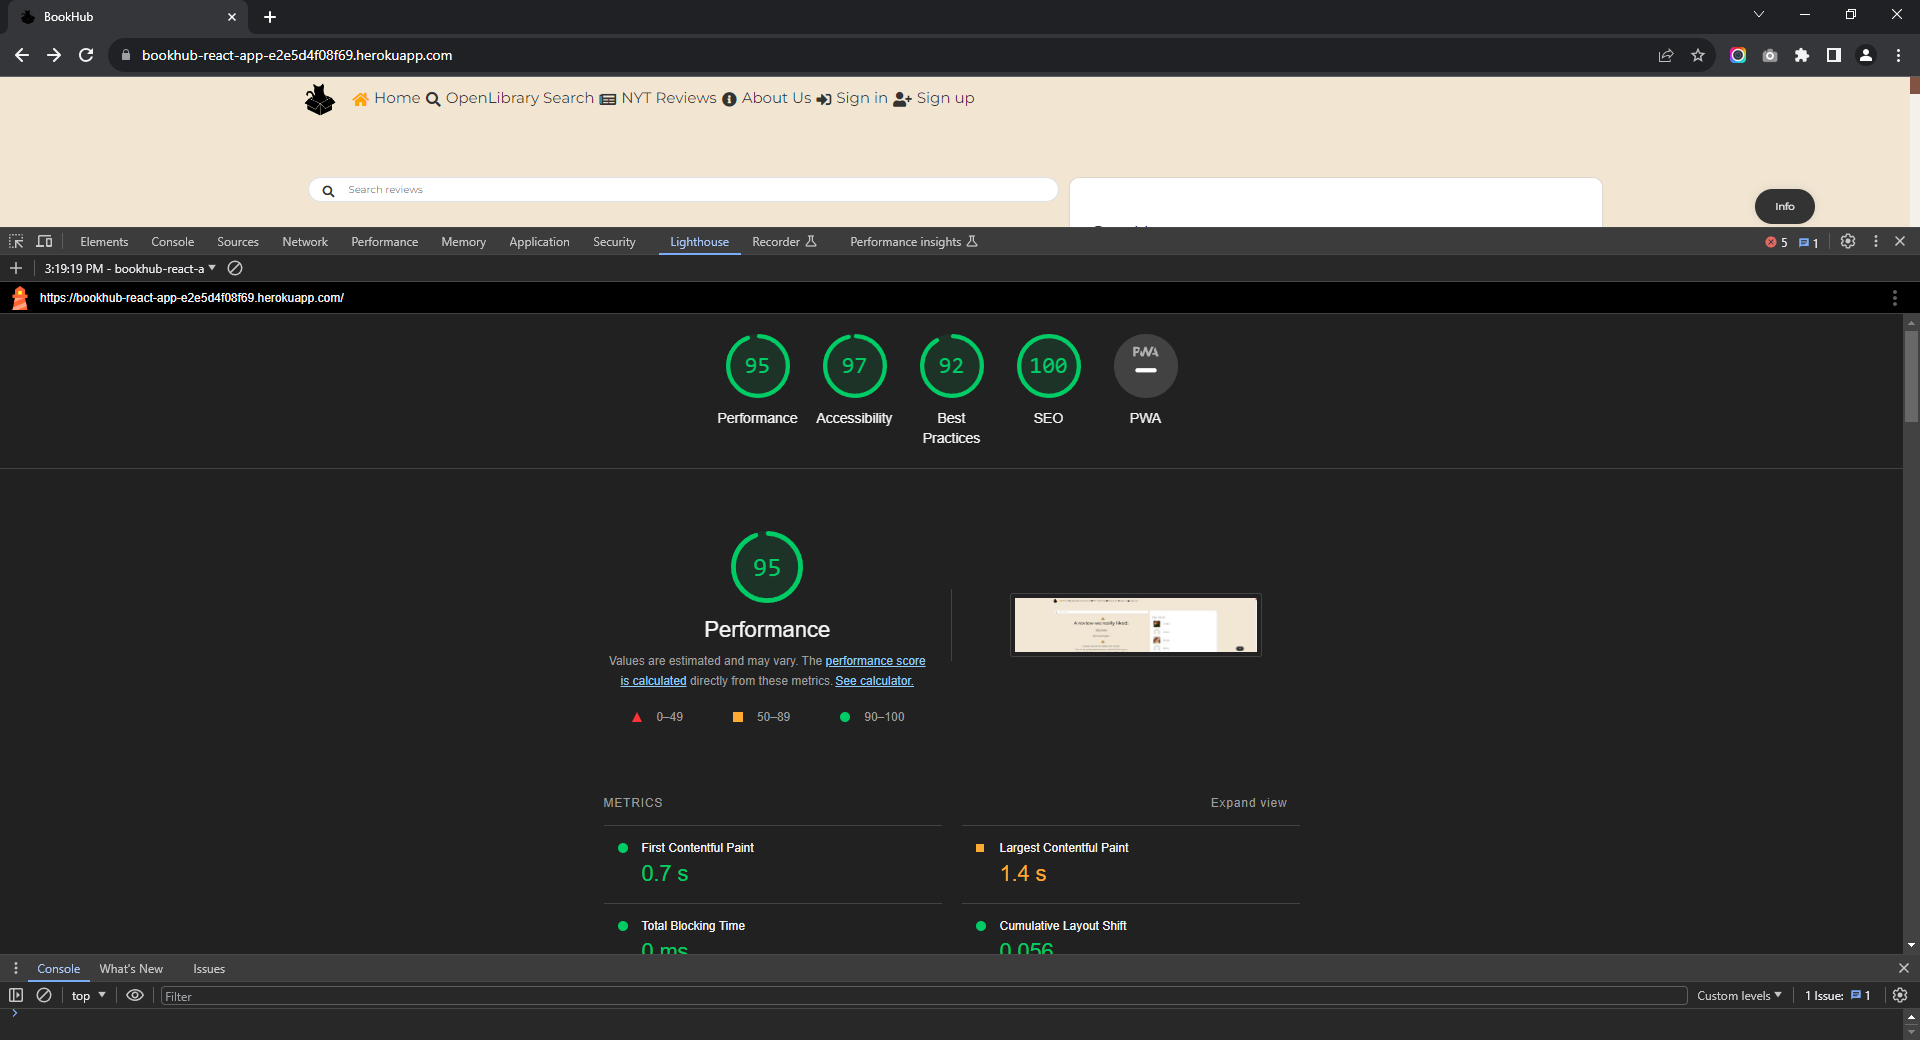 BookHub
bookhub-react-app-e2e5d4f08f69.herokuapp.com
Home OpenLibrary Search NYT Reviews About Us Sign in Sign up
Search reviews
Info
Elements Console Sources Network Performance Memory Application Security Lighthouse Recorder Performance insights 5 1
3:19:19 PM - bookhub-react-a
https://bookhub-react-app-e2e5d4f08f69.herokuapp.com/
95 97 92 100 PWA
Performance Accessibility Best Practices SEO PWA
95
Performance
Values are estimated and may vary. The performance score
is calculated directly from these metrics. See calculator.
0–49 50–89 90–100
A review we really liked:
METRICS Expand view
First Contentful Paint
0.7 s
Largest Contentful Paint
1.4 s
Total Blocking Time
0 ms
Cumulative Layout Shift
0.056
Console What's New Issues
top Filter Custom levels 1 Issue: 1